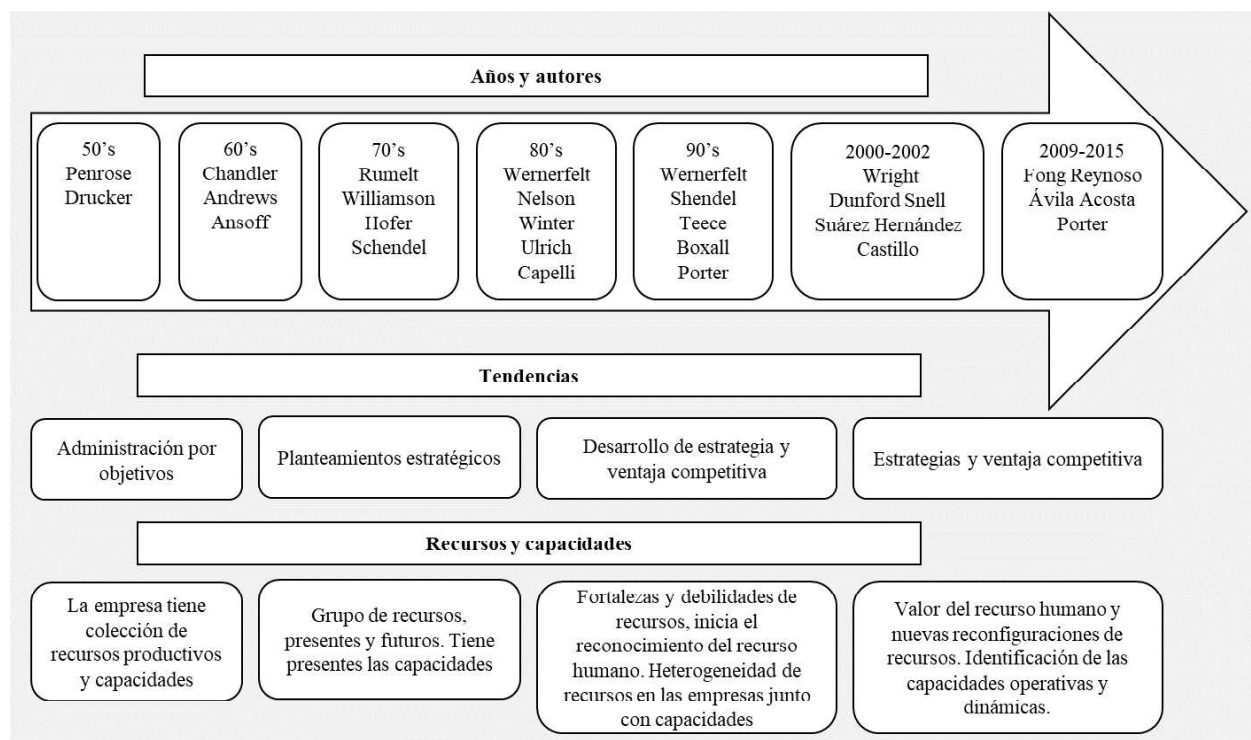 Años y autores
50's
Penrose
Drucker
60's
Chandler
Andrews
Ansoff
70's
Rumelt
Williamson
Hofer
Schendel
80's
Wernerfelt
Nelson
Winter
Ulrich
Capelli
90's
Wernerfelt
Shendel
Teece
Boxall
Porter
2000-2002
Wright
Dunford Snell
Suárez Hernández
Castillo
2009-2015
Fong Reynoso
Ávila Acosta
Porter
Tendencias
Administración por
objetivos
Planteamientos estratégicos
Desarrollo de estrategia y
ventaja competitiva
Estrategias y ventaja competitiva
Recursos y capacidades
La empresa tiene
colección de
recursos productivos
y capacidades
Grupo de recursos,
presentes y futuros. Tiene
presentes las capacidades
Fortalezas y debilidades de
recursos, inicia el
reconocimiento del recurso
humano. Heterogeneidad de
recursos en las empresas junto
con capacidades
Valor del recurso humano y
nuevas reconfiguraciones de
recursos. Identificación de las
capacidades operativas y
dinámicas.